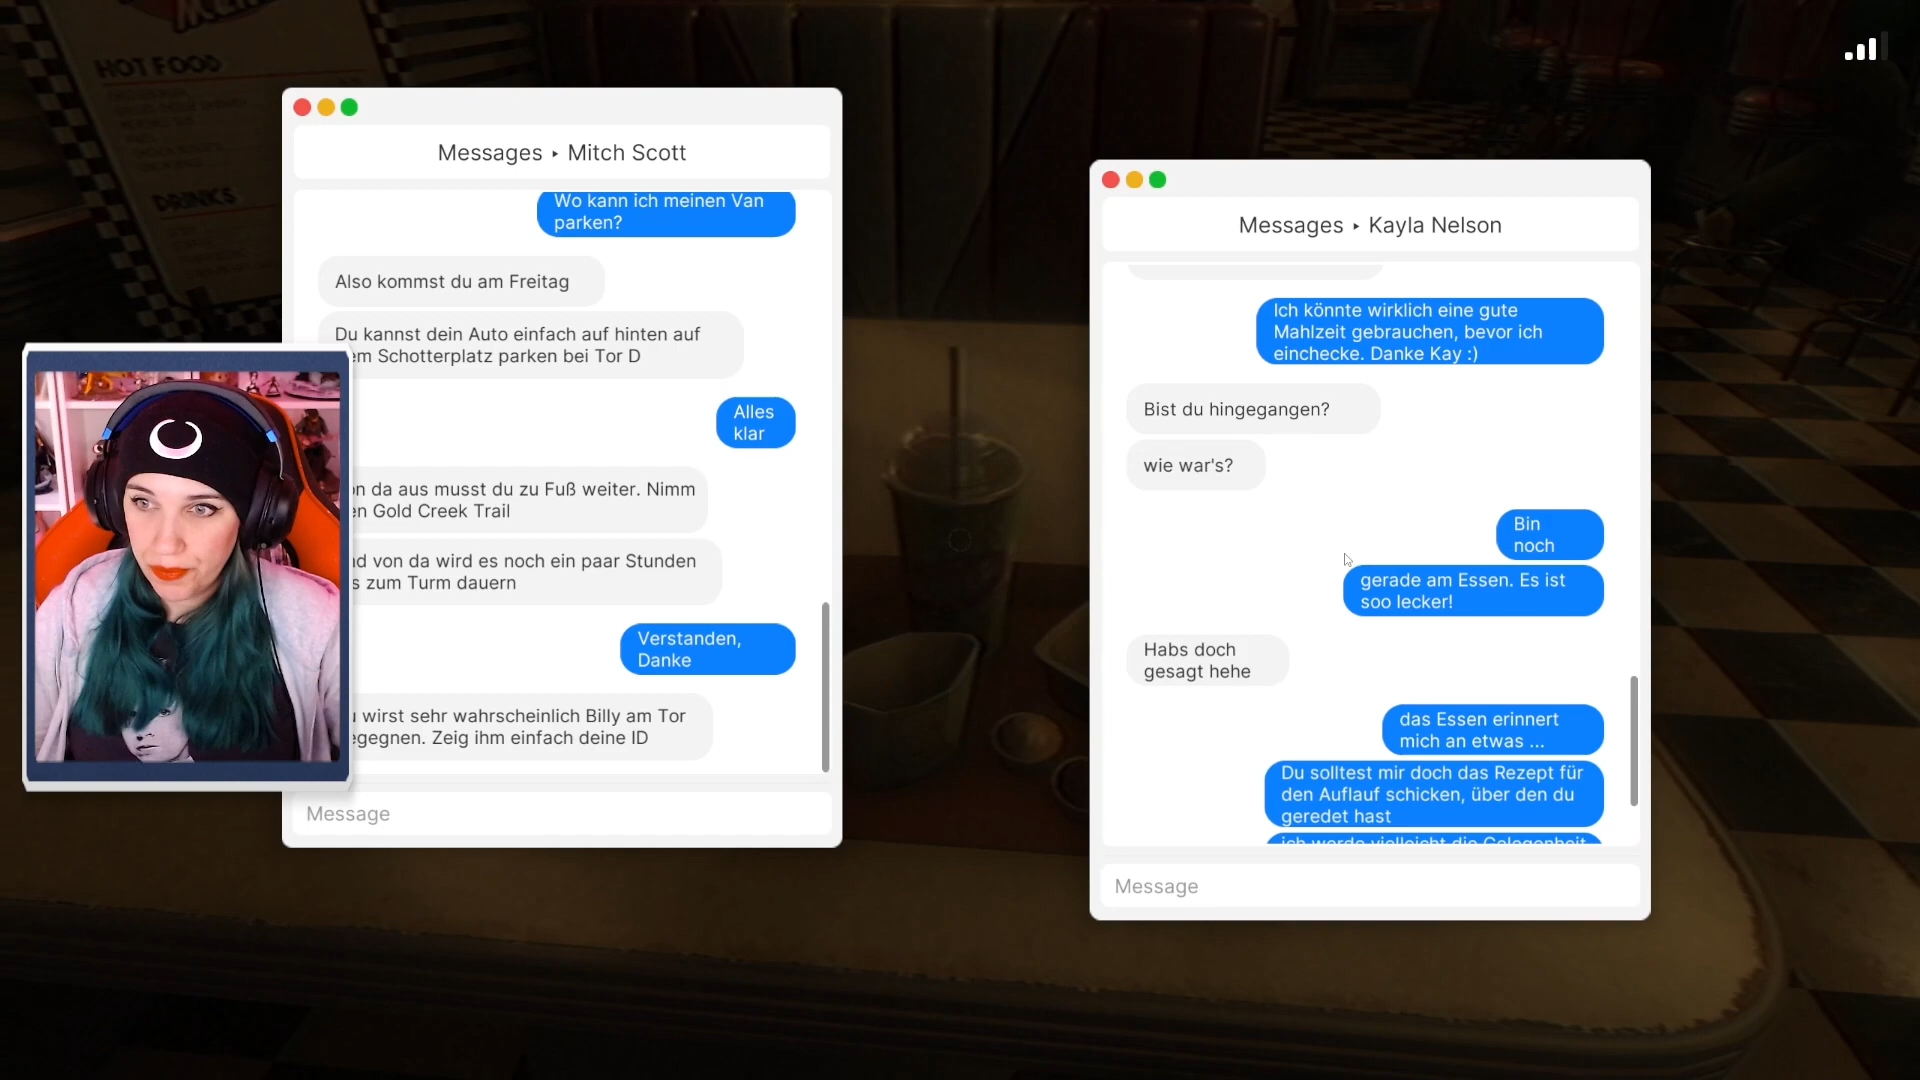 HOT FOOD
DRINKS
Messages ▸ Mitch Scott
Wo kann ich meinen Van
parken?
Also kommst du am Freitag
Du kannst dein Auto einfach auf hinten auf
Schotterplatz parken bei Tor D
Alles
klar
da aus musst du zu Fuß weiter. Nimm
Gold Creek Trail
von da wird es noch ein paar Stunden
zum Turm dauern
Verstanden,
Danke
wirst sehr wahrscheinlich Billy am Tor
Zeig ihm einfach deine ID
Message
Messages ▸ Kayla Nelson
Ich könnte wirklich eine gute
Mahlzeit gebrauchen, bevor ich
einchecke. Danke Kay :)
Bist du hingegangen?
wie war's?
Bin
noch
gerade am Essen. Es ist
soo lecker!
Habs doch
gesagt hehe
das Essen erinnert
mich an etwas ...
Du solltest mir doch das Rezept für
den Auflauf schicken, über den du
geredet hast
ich werde vielleicht die Gelegenheit
Message